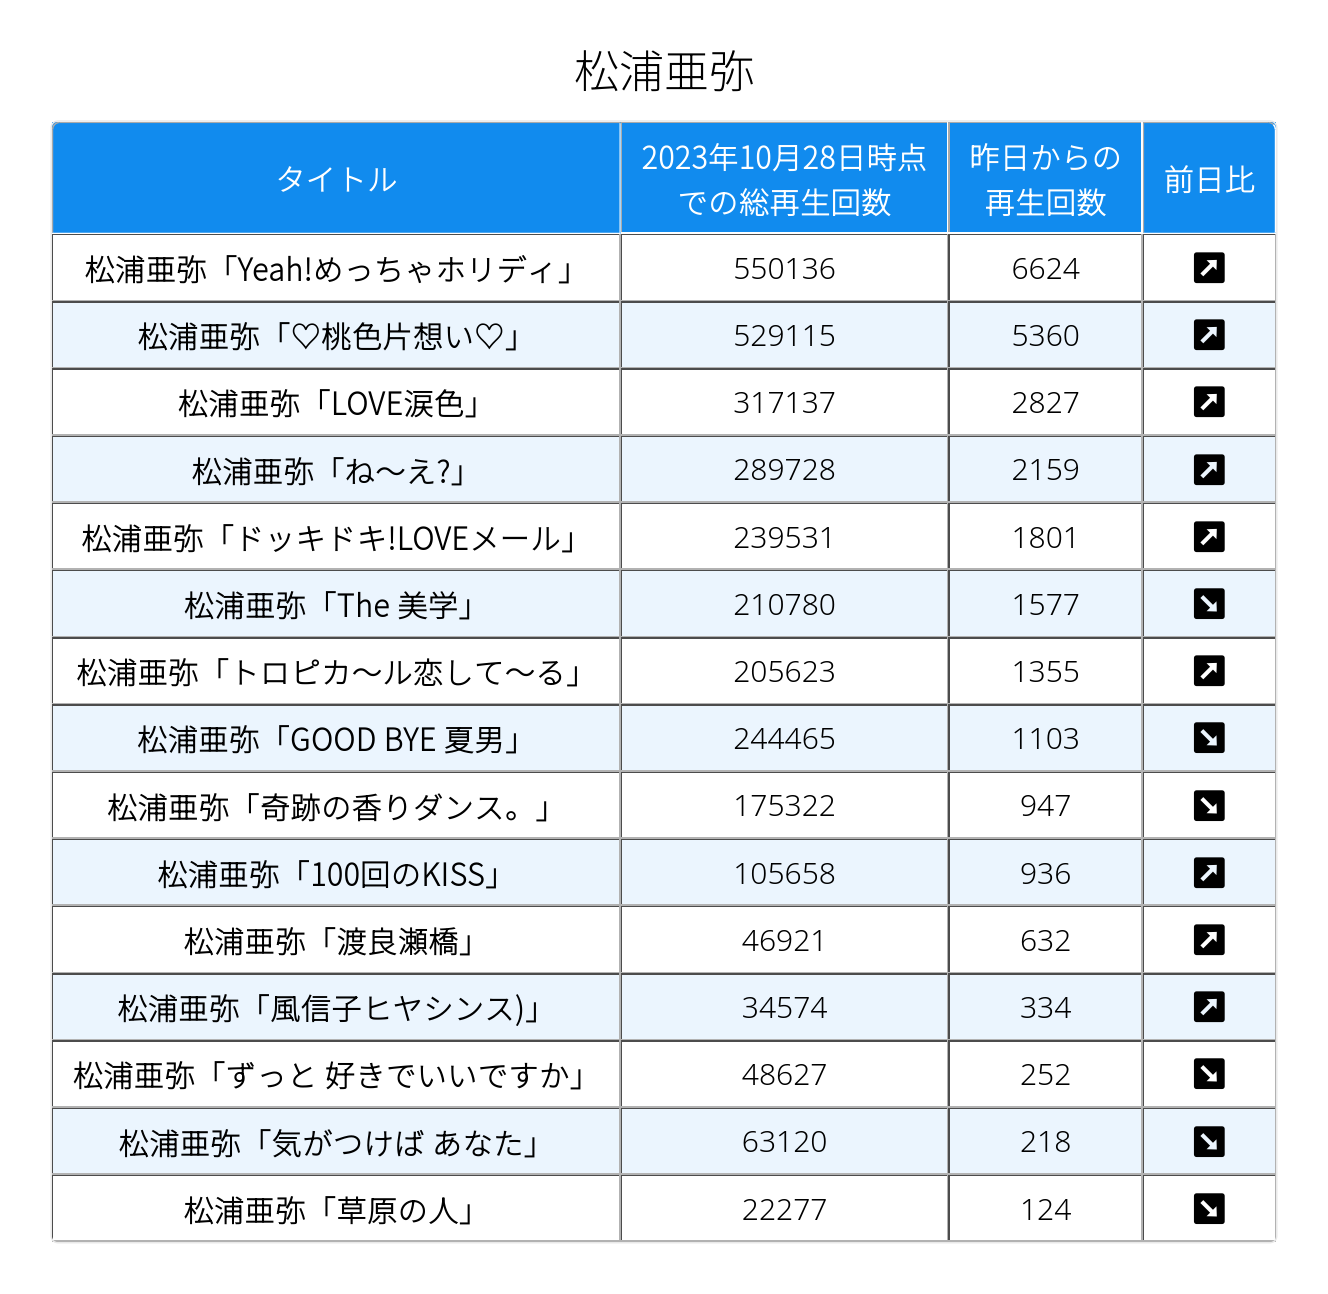 松浦亜弥
タイトル
2023年10月28日時点
での総再生回数
昨日からの
再生回数
前日比
松浦亜弥「Yeah!めっちゃホリディ」 550136 6624
松浦亜弥「♡桃色片想い♡」 529115 5360
松浦亜弥「LOVE涙色」 317137 2827
松浦亜弥「ね〜え?」 289728 2159
松浦亜弥「ドッキドキ!LOVEメール」 239531 1801
松浦亜弥「The 美学」 210780 1577
松浦亜弥「トロピカ〜ル恋して〜る」 205623 1355
松浦亜弥「GOOD BYE 夏男」 244465 1103
松浦亜弥「奇跡の香りダンス。」 175322 947
松浦亜弥「100回のKISS」 105658 936
松浦亜弥「渡良瀬橋」 46921 632
松浦亜弥「風信子ヒヤシンス)」 34574 334
松浦亜弥「ずっと 好きでいいですか」 48627 252
松浦亜弥「気がつけば あなた」 63120 218
松浦亜弥「草原の人」 22277 124